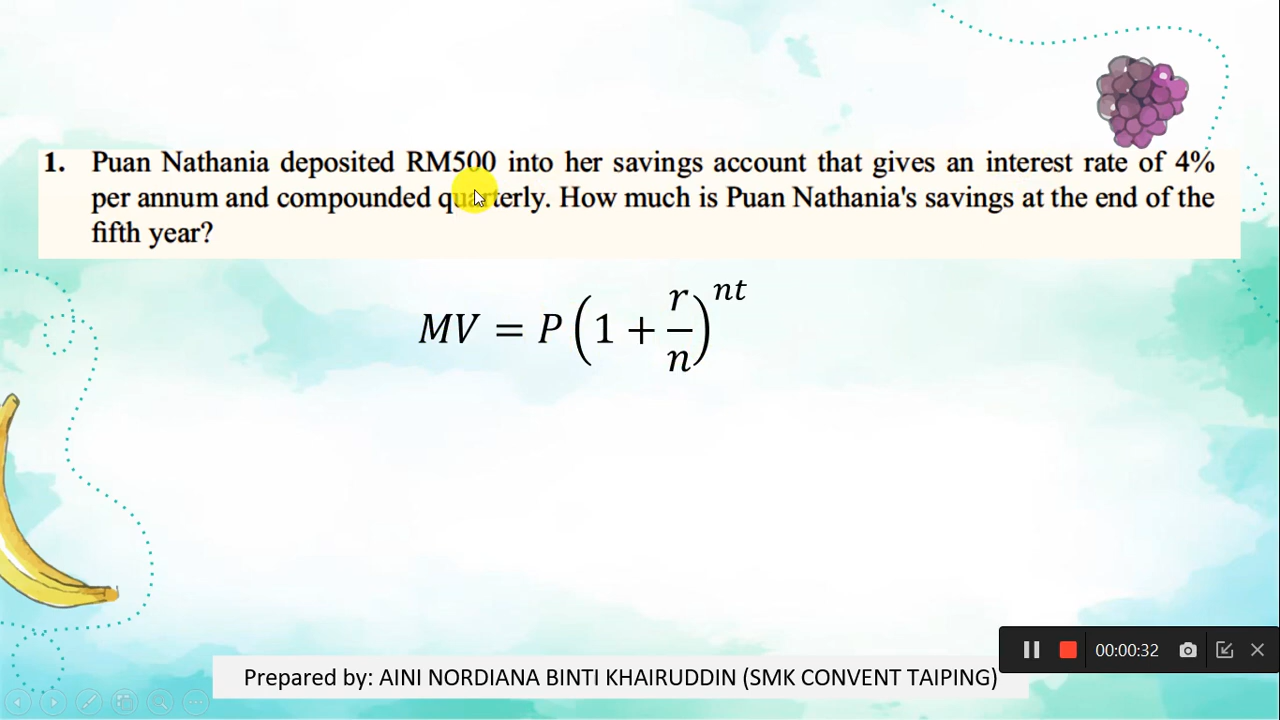 1. Puan Nathania deposited RM500 into her savings account that gives an interest rate of 4%
per annum and compounded quarterly. How much is Puan Nathania's savings at the end of the
fifth year?
MV = P(1 + r/n)^nt
00:00:32
Prepared by: AINI NORDIANA BINTI KHAIRUDDIN (SMK CONVENT TAIPING)